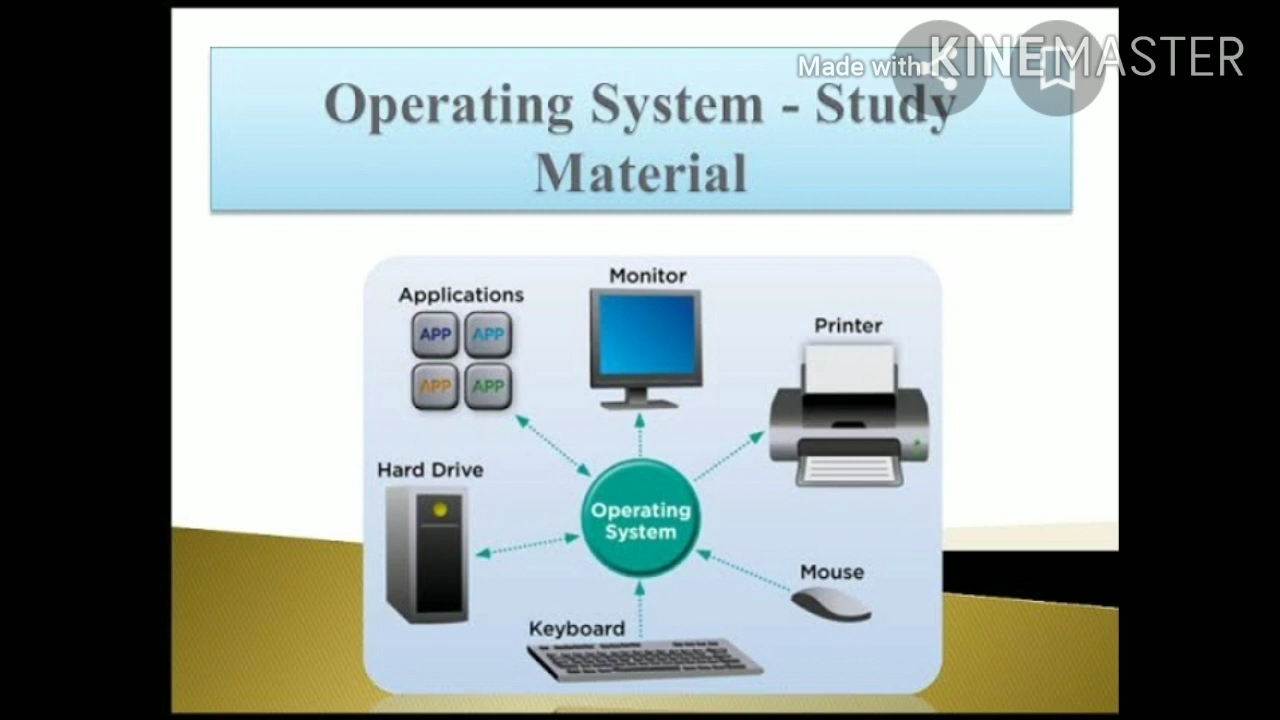 Made with KINEMASTER
Operating System - Study
Material
Monitor
Applications
APP APP
APP APP
Printer
Hard Drive
Operating
System
Mouse
Keyboard